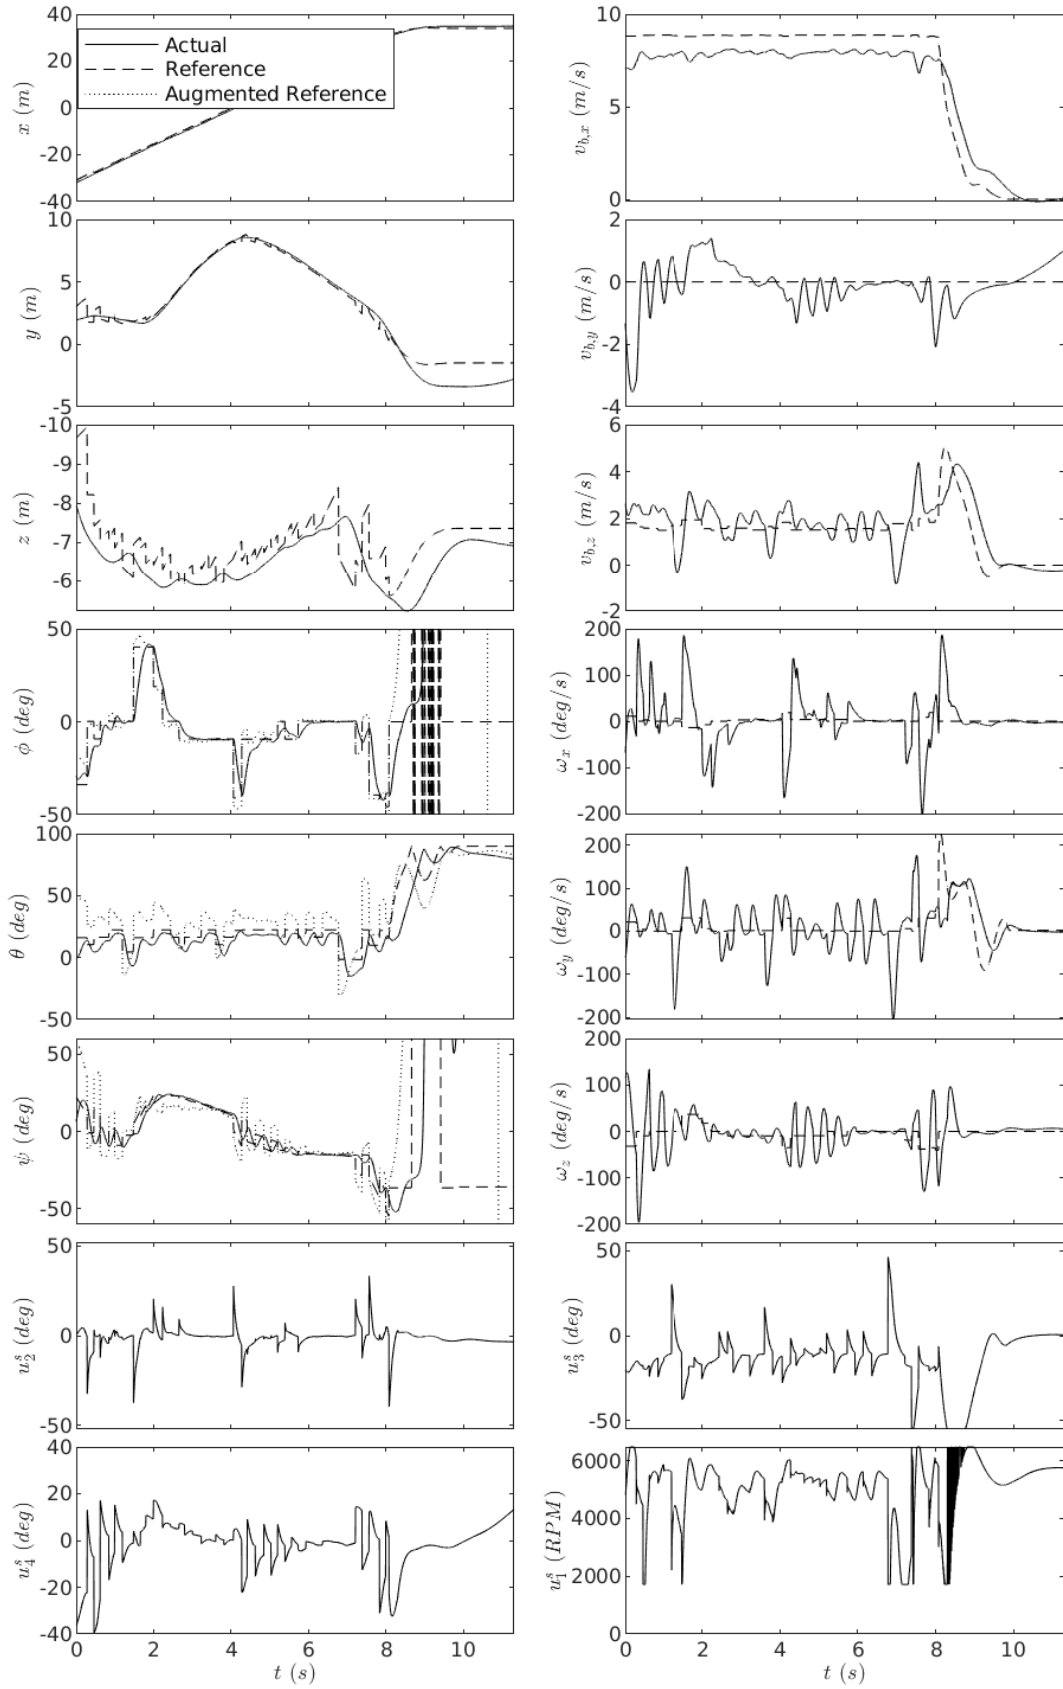 40
20
0
-20
-40
x (m)
Actual
Reference
Augmented Reference
10
5
0
v_{b,x} (m/s)
10
5
0
-5
y (m)
2
0
-2
-4
v_{b,y} (m/s)
-10
-9
-8
-7
-6
z (m)
6
4
2
0
-2
v_{b,z} (m/s)
50
0
-50
ϕ (deg)
200
100
0
-100
-200
ω_x (deg/s)
100
50
0
-50
θ (deg)
200
100
0
-100
-200
ω_y (deg/s)
50
0
-50
ψ (deg)
200
100
0
-100
-200
ω_z (deg/s)
50
0
-50
u_2^s (deg)
50
0
-50
u_3^s (deg)
40
20
0
-20
-40
u_4^s (deg)
0 2 4 6 8 10
t (s)
6000
4000
2000
0
u_1^s (RPM)
0 2 4 6 8 10
t (s)